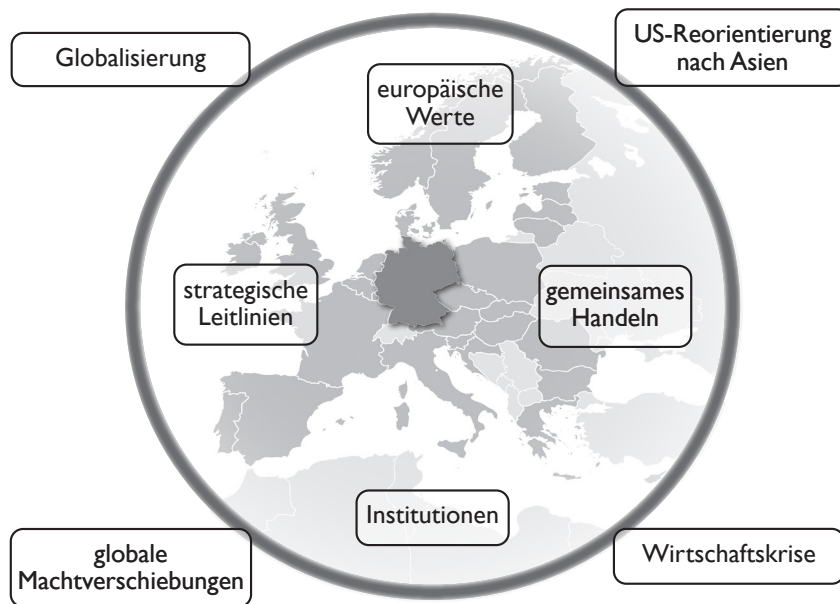 Globalisierung
US-Reorientierung
nach Asien
europäische
Werte
strategische
Leitlinien
gemeinsames
Handeln
Institutionen
globale
Machtverschiebungen
Wirtschaftskrise